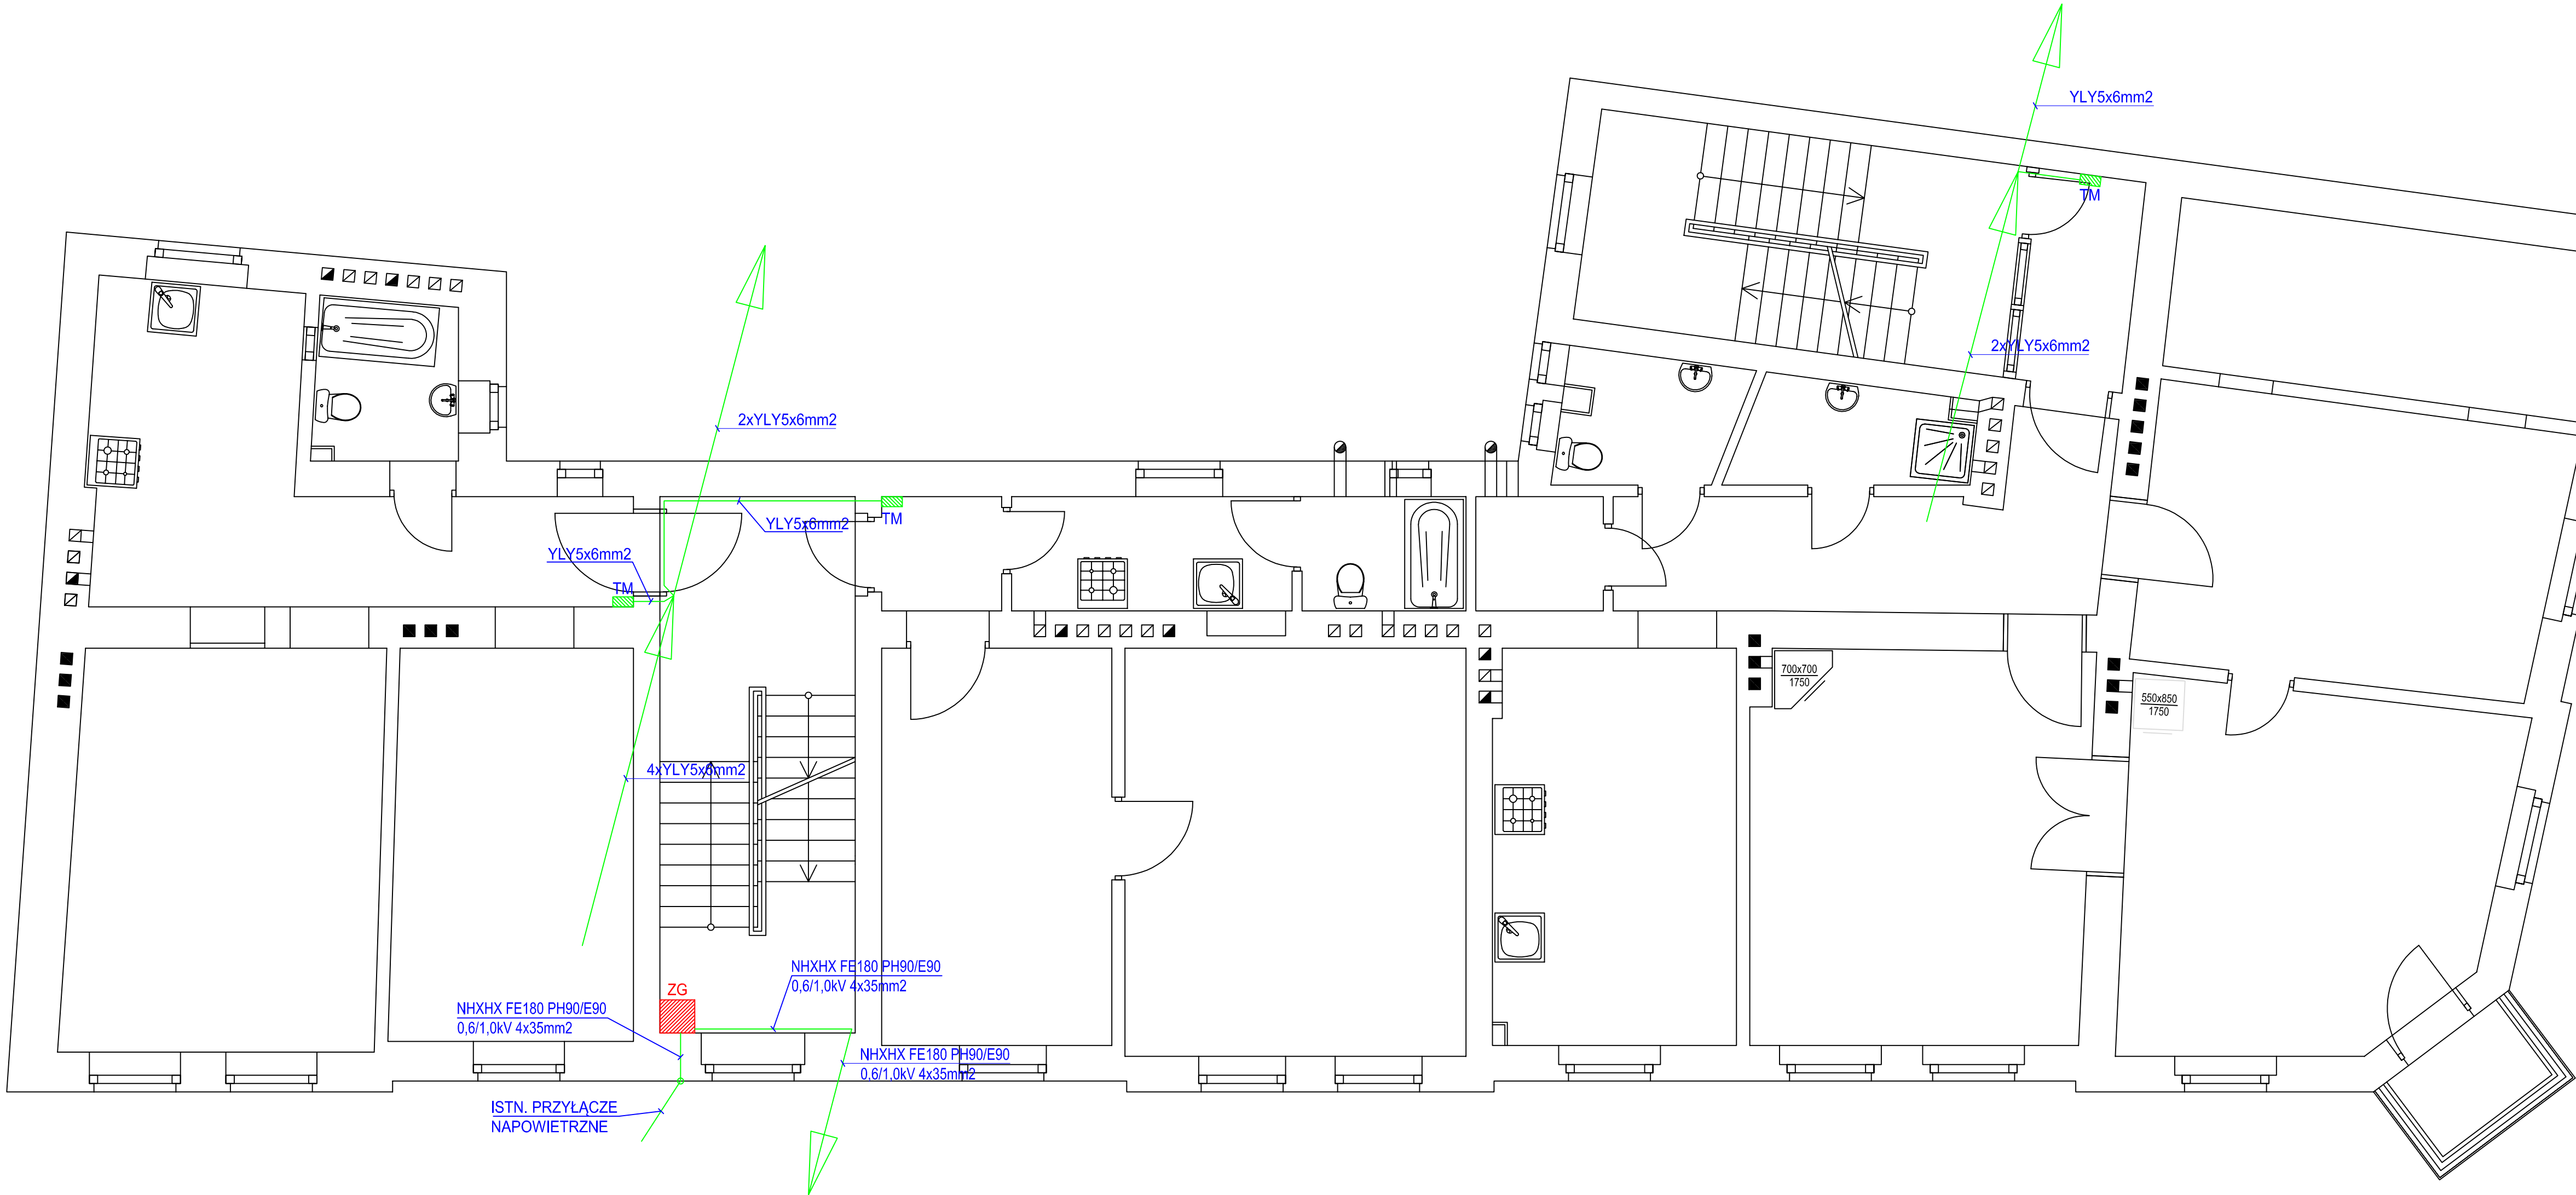 YLY5x6mm2
TM
2xYLY5x6mm2
2xYLY5x6mm2
YLY5x6mm2
TM
YLY5x6mm2
TM
700x700
1750
550x850
1750
4xYLY5x6mm2
NHXHX FE180 PH90/E90
0,6/1,0kV 4x35mm2
ZG
NHXHX FE180 PH90/E90
0,6/1,0kV 4x35mm2
NHXHX FE180 PH90/E90
0,6/1,0kV 4x35mm2
ISTN. PRZYŁĄCZE
NAPOWIETRZNE